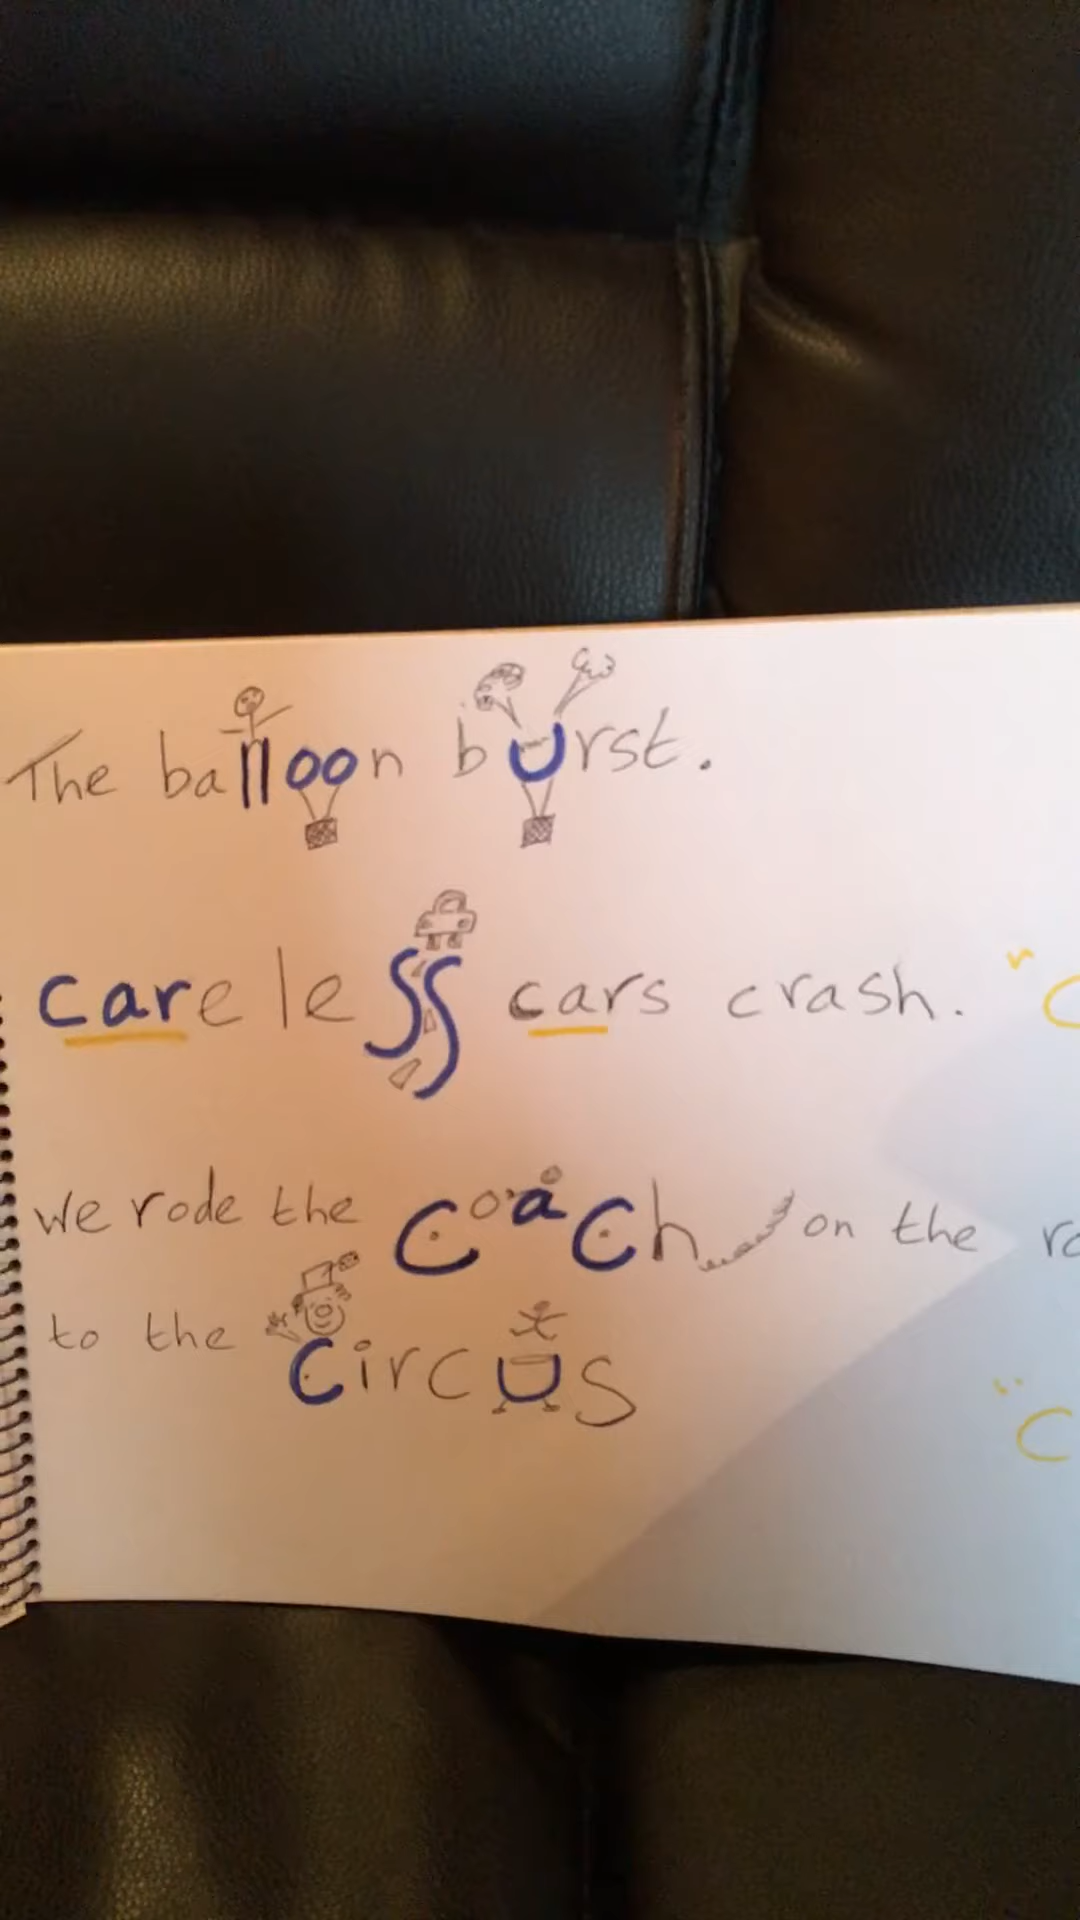 The balloon burst.
careless cars crash. "C
We rode the coach on the
to the circus
"C